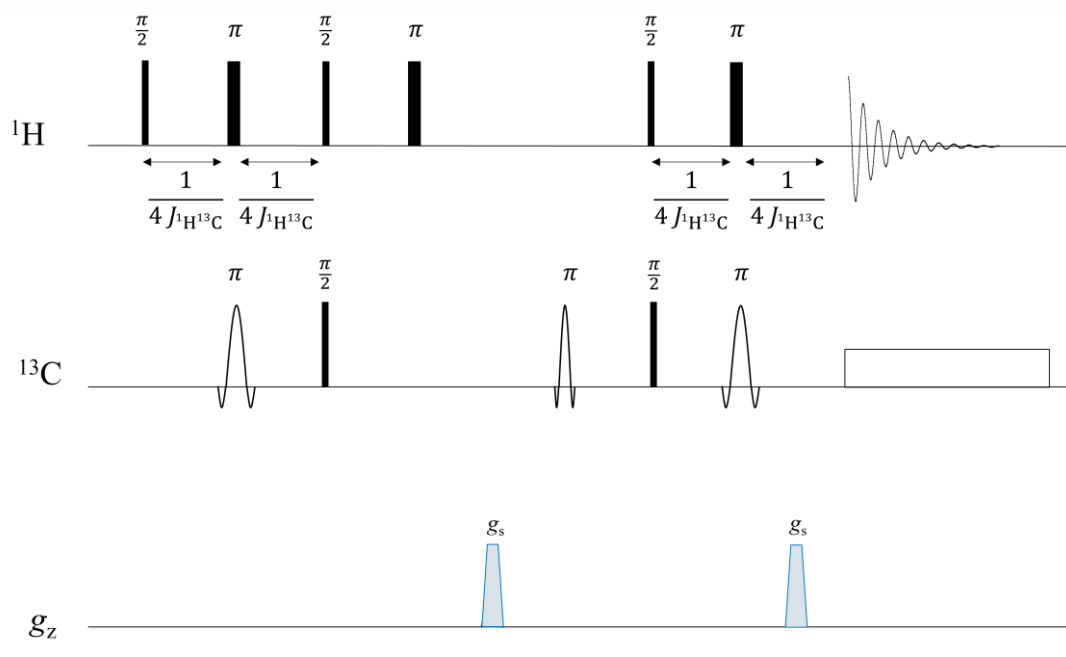 π/2 π π/2 π π/2 π
¹H
1/(4 J¹H¹³C) 1/(4 J¹H¹³C) 1/(4 J¹H¹³C) 1/(4 J¹H¹³C)
π π/2 π π/2 π
¹³C
gs gs
gz